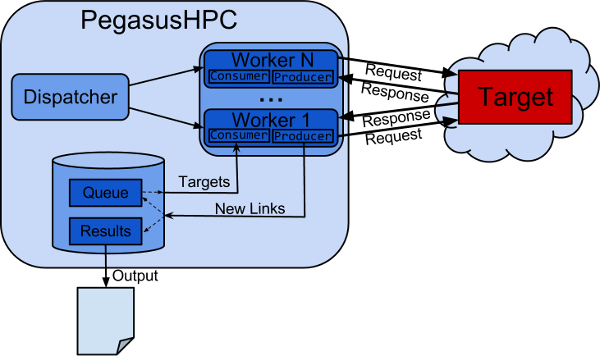 PegasusHPC
Worker N
Consumer Producer
Request
Response
Target
Dispatcher
...
Worker 1
Consumer Producer
Response
Request
Targets
Queue
New Links
Results
Output